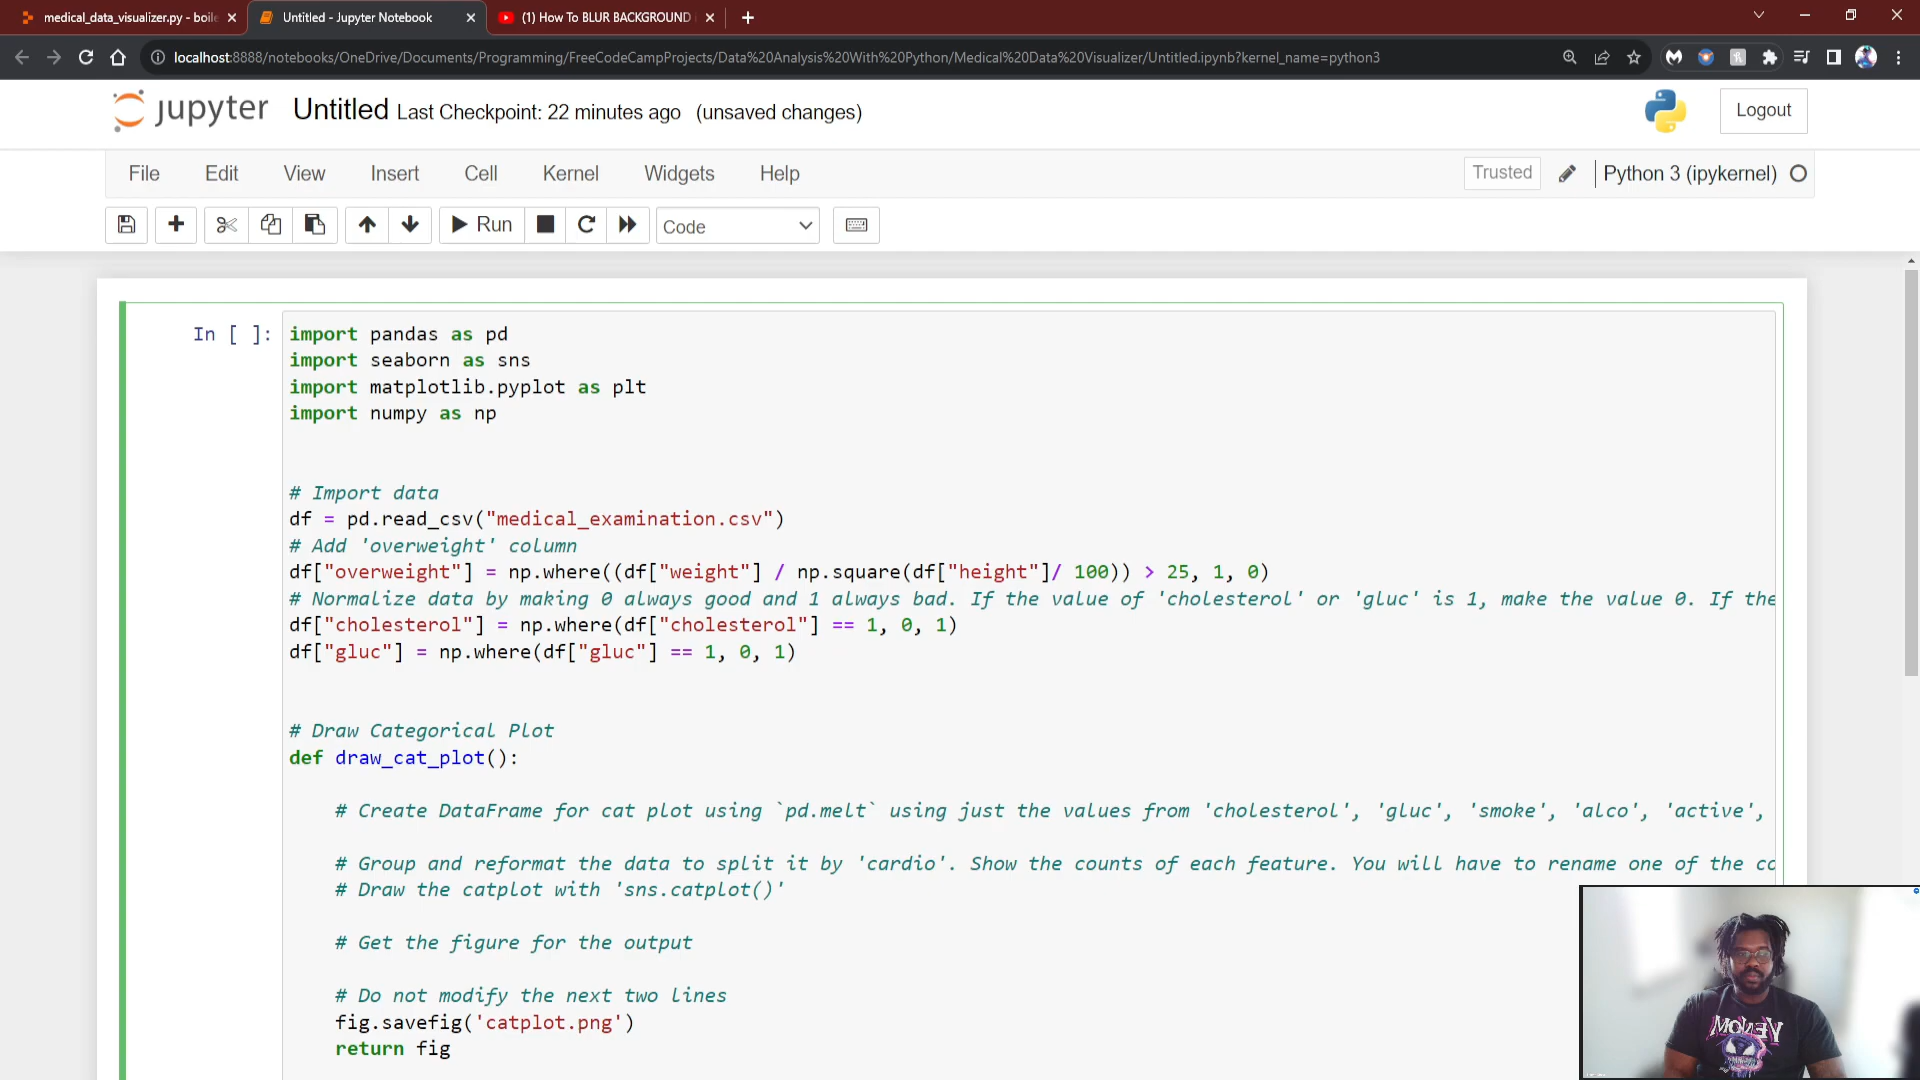 medical_data_visualizer.py - boile
Untitled - Jupyter Notebook
(1) How To BLUR BACKGROUND
localhost:8888/notebooks/OneDrive/Documents/Programming/FreeCodeCampProjects/Data%20Analysis%20With%20Python/Medical%20Data%20Visualizer/Untitled.ipynb?kernel_name=python3
jupyter Untitled Last Checkpoint: 22 minutes ago (unsaved changes)
Logout
File Edit View Insert Cell Kernel Widgets Help
Trusted
Python 3 (ipykernel)
Run
Code
In [ ]:
import pandas as pd
import seaborn as sns
import matplotlib.pyplot as plt
import numpy as np
# Import data
df = pd.read_csv("medical_examination.csv")
# Add 'overweight' column
df["overweight"] = np.where((df["weight"] / np.square(df["height"]/ 100)) > 25, 1, 0)
# Normalize data by making 0 always good and 1 always bad. If the value of 'cholesterol' or 'gluc' is 1, make the value 0. If the
df["cholesterol"] = np.where(df["cholesterol"] == 1, 0, 1)
df["gluc"] = np.where(df["gluc"] == 1, 0, 1)
# Draw Categorical Plot
def draw_cat_plot():
# Create DataFrame for cat plot using `pd.melt` using just the values from 'cholesterol', 'gluc', 'smoke', 'alco', 'active',
# Group and reformat the data to split it by 'cardio'. Show the counts of each feature. You will have to rename one of the co
# Draw the catplot with 'sns.catplot()'
# Get the figure for the output
# Do not modify the next two lines
fig.savefig('catplot.png')
return fig
VENOM